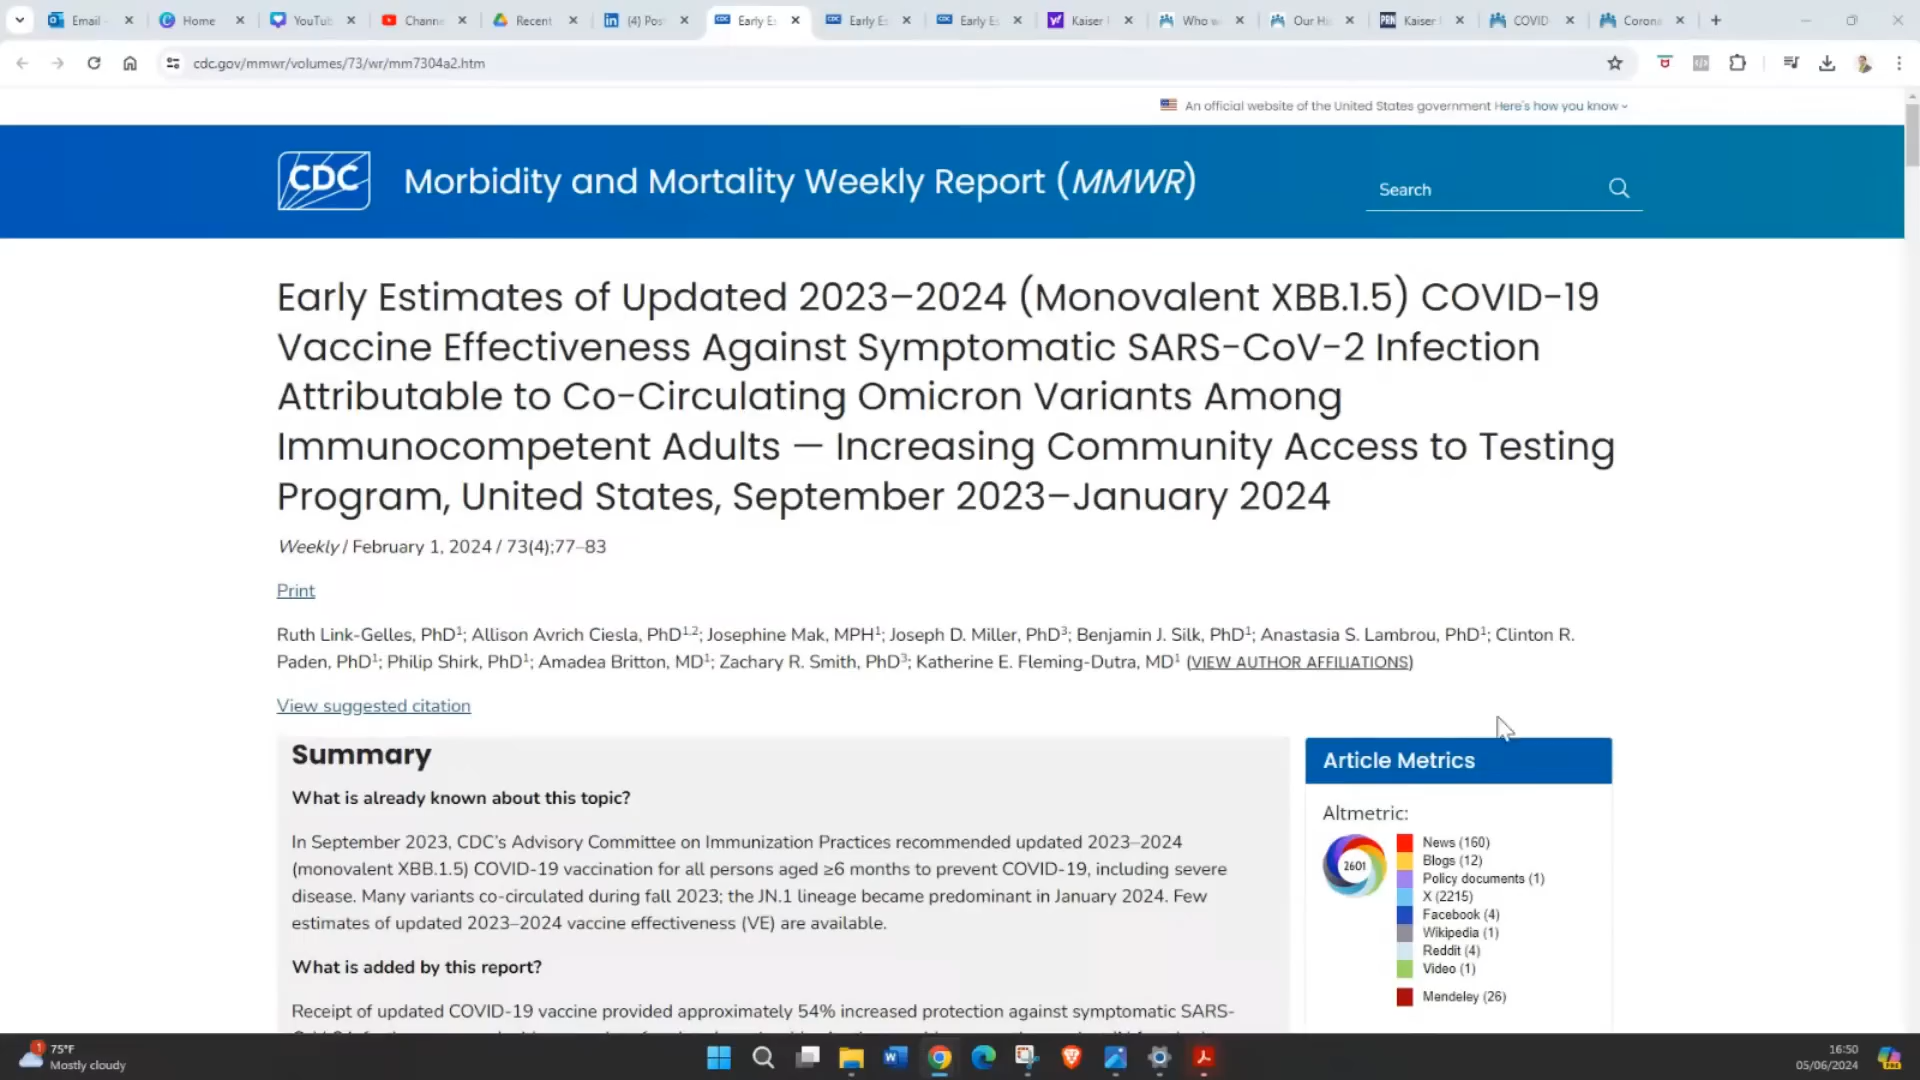 Email
Home
YouTub
Channe
Recent
(4) Pos
Early Es
Early Es
Early Es
Kaiser
Who w
Our Hi
Kaiser
COVID
Corona
cdc.gov/mmwr/volumes/73/wr/mm7304a2.htm
An official website of the United States government Here's how you know
CDC
Morbidity and Mortality Weekly Report (MMWR)
Search
Early Estimates of Updated 2023–2024 (Monovalent XBB.1.5) COVID-19
Vaccine Effectiveness Against Symptomatic SARS-CoV-2 Infection
Attributable to Co-Circulating Omicron Variants Among
Immunocompetent Adults — Increasing Community Access to Testing
Program, United States, September 2023–January 2024
Weekly / February 1, 2024 / 73(4);77–83
Print
Ruth Link-Gelles, PhD1; Allison Avrich Ciesla, PhD1,2; Josephine Mak, MPH1; Joseph D. Miller, PhD3; Benjamin J. Silk, PhD1; Anastasia S. Lambrou, PhD1; Clinton R.
Paden, PhD1; Philip Shirk, PhD1; Amadea Britton, MD1; Zachary R. Smith, PhD3; Katherine E. Fleming-Dutra, MD1 (VIEW AUTHOR AFFILIATIONS)
View suggested citation
Summary
What is already known about this topic?
In September 2023, CDC's Advisory Committee on Immunization Practices recommended updated 2023–2024
(monovalent XBB.1.5) COVID-19 vaccination for all persons aged ≥6 months to prevent COVID-19, including severe
disease. Many variants co-circulated during fall 2023; the JN.1 lineage became predominant in January 2024. Few
estimates of updated 2023–2024 vaccine effectiveness (VE) are available.
What is added by this report?
Receipt of updated COVID-19 vaccine provided approximately 54% increased protection against symptomatic SARS-
Article Metrics
Altmetric:
2601
News (160)
Blogs (12)
Policy documents (1)
X (2215)
Facebook (4)
Wikipedia (1)
Reddit (4)
Video (1)
Mendeley (26)
1
75°F
Mostly cloudy
16:50
05/06/2024